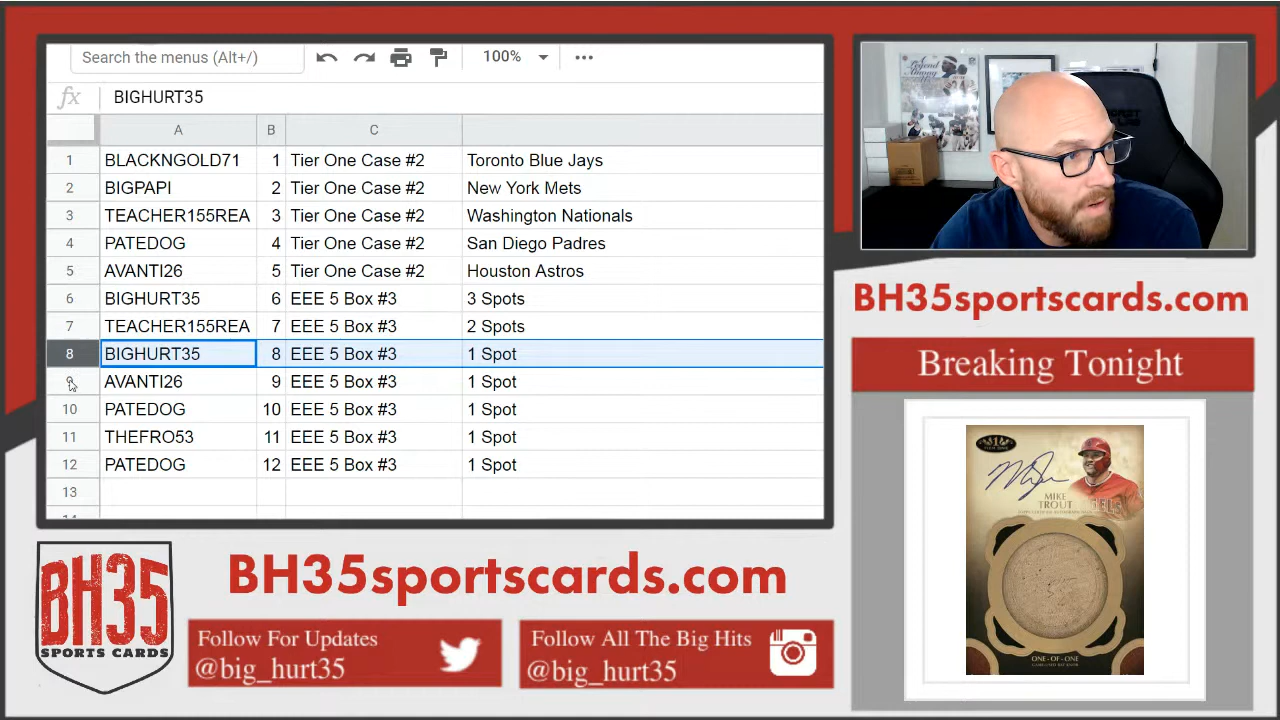 Search the menus (Alt+/)
100%
fx
BIGHURT35
A B C
1 BLACKNGOLD71 1 Tier One Case #2 Toronto Blue Jays
2 BIGPAPI 2 Tier One Case #2 New York Mets
3 TEACHER155REA 3 Tier One Case #2 Washington Nationals
4 PATEDOG 4 Tier One Case #2 San Diego Padres
5 AVANTI26 5 Tier One Case #2 Houston Astros
6 BIGHURT35 6 EEE 5 Box #3 3 Spots
7 TEACHER155REA 7 EEE 5 Box #3 2 Spots
8 BIGHURT35 8 EEE 5 Box #3 1 Spot
9 AVANTI26 9 EEE 5 Box #3 1 Spot
10 PATEDOG 10 EEE 5 Box #3 1 Spot
11 THEFRO53 11 EEE 5 Box #3 1 Spot
12 PATEDOG 12 EEE 5 Box #3 1 Spot
13
BH35sportscards.com
Breaking Tonight
MIKE
TROUT
ONE-OF-ONE
BH35
SPORTS CARDS
BH35sportscards.com
Follow For Updates
@big_hurt35
Follow All The Big Hits
@big_hurt35